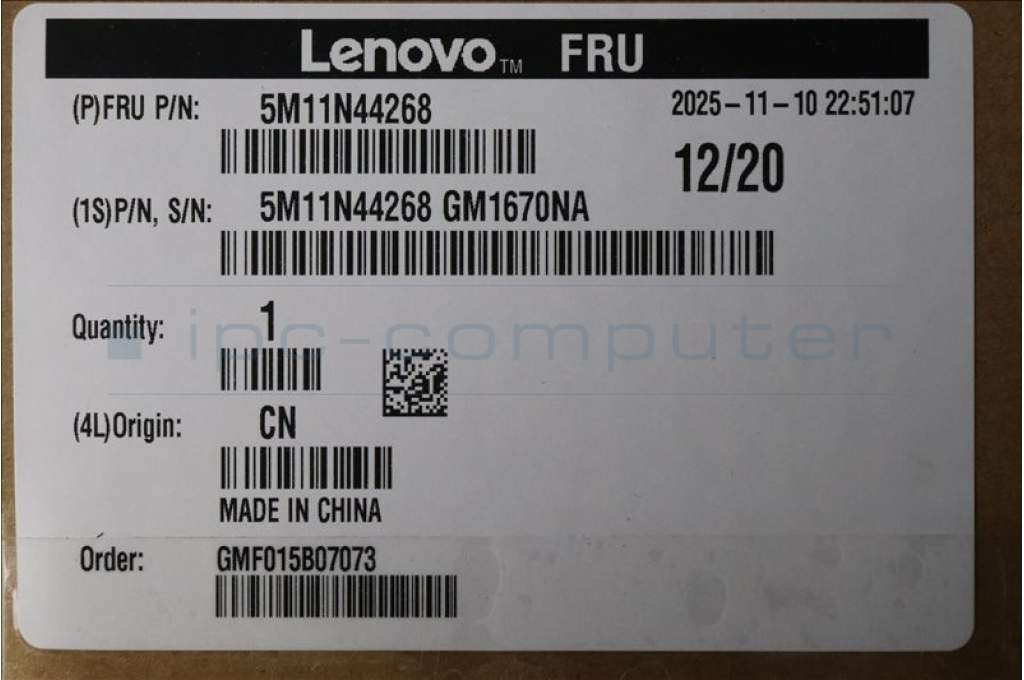 Lenovo™ FRU
(P)FRU P/N: 5M11N44268
2025-11-10 22:51:07
12/20
(1S)P/N, S/N: 5M11N44268 GM1670NA
Quantity: 1
ipc-computer
(4L)Origin: CN
MADE IN CHINA
Order: GMF015B07073